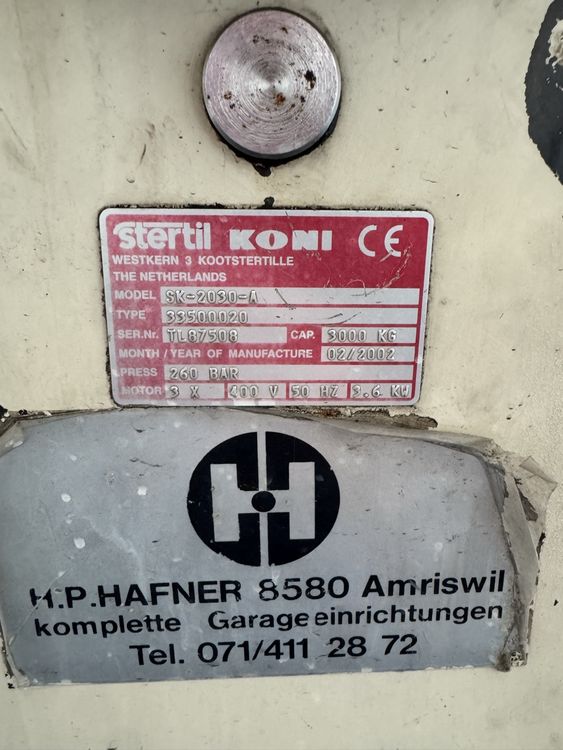 stertil KONI CE
WESTKERN 3 KOOTSTERTILLE
THE NETHERLANDS
MODEL SK-2030-A
TYPE 33500020
SER.Nr. TL87508 CAP. 3000 KG
MONTH / YEAR OF MANUFACTURE 02/2002
PRESS 260 BAR
MOTOR 3 X 400 V 50 HZ KW
H
H.P.HAFNER 8580 Amriswil
komplette Garageeinrichtungen
Tel. 071/411 28 72